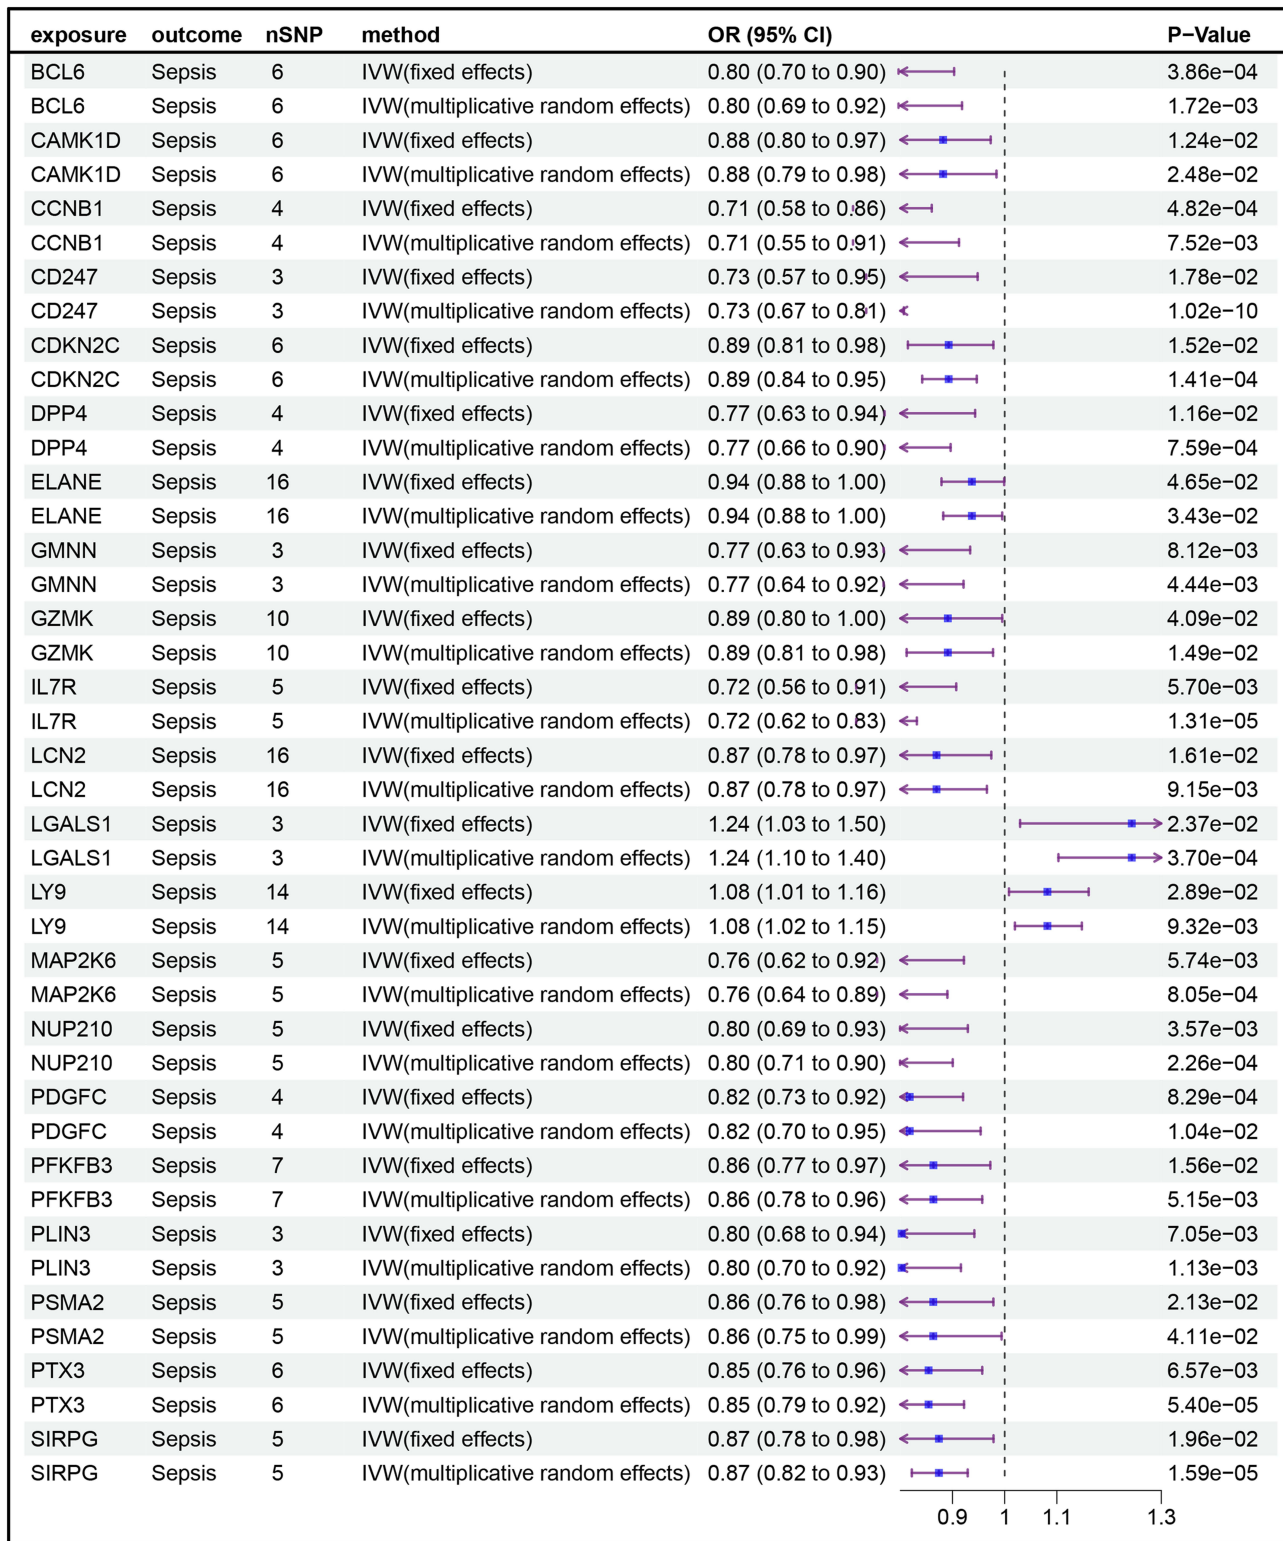 exposure outcome nSNP method OR (95% CI) P−Value
BCL6 Sepsis 6 IVW(fixed effects) 0.80 (0.70 to 0.90) 3.86e−04
BCL6 Sepsis 6 IVW(multiplicative random effects) 0.80 (0.69 to 0.92) 1.72e−03
CAMK1D Sepsis 6 IVW(fixed effects) 0.88 (0.80 to 0.97) 1.24e−02
CAMK1D Sepsis 6 IVW(multiplicative random effects) 0.88 (0.79 to 0.98) 2.48e−02
CCNB1 Sepsis 4 IVW(fixed effects) 0.71 (0.58 to 0.86) 4.82e−04
CCNB1 Sepsis 4 IVW(multiplicative random effects) 0.71 (0.55 to 0.91) 7.52e−03
CD247 Sepsis 3 IVW(fixed effects) 0.73 (0.57 to 0.95) 1.78e−02
CD247 Sepsis 3 IVW(multiplicative random effects) 0.73 (0.67 to 0.81) 1.02e−10
CDKN2C Sepsis 6 IVW(fixed effects) 0.89 (0.81 to 0.98) 1.52e−02
CDKN2C Sepsis 6 IVW(multiplicative random effects) 0.89 (0.84 to 0.95) 1.41e−04
DPP4 Sepsis 4 IVW(fixed effects) 0.77 (0.63 to 0.94) 1.16e−02
DPP4 Sepsis 4 IVW(multiplicative random effects) 0.77 (0.66 to 0.90) 7.59e−04
ELANE Sepsis 16 IVW(fixed effects) 0.94 (0.88 to 1.00) 4.65e−02
ELANE Sepsis 16 IVW(multiplicative random effects) 0.94 (0.88 to 1.00) 3.43e−02
GMNN Sepsis 3 IVW(fixed effects) 0.77 (0.63 to 0.93) 8.12e−03
GMNN Sepsis 3 IVW(multiplicative random effects) 0.77 (0.64 to 0.92) 4.44e−03
GZMK Sepsis 10 IVW(fixed effects) 0.89 (0.80 to 1.00) 4.09e−02
GZMK Sepsis 10 IVW(multiplicative random effects) 0.89 (0.81 to 0.98) 1.49e−02
IL7R Sepsis 5 IVW(fixed effects) 0.72 (0.56 to 0.91) 5.70e−03
IL7R Sepsis 5 IVW(multiplicative random effects) 0.72 (0.62 to 0.83) 1.31e−05
LCN2 Sepsis 16 IVW(fixed effects) 0.87 (0.78 to 0.97) 1.61e−02
LCN2 Sepsis 16 IVW(multiplicative random effects) 0.87 (0.78 to 0.97) 9.15e−03
LGALS1 Sepsis 3 IVW(fixed effects) 1.24 (1.03 to 1.50) 2.37e−02
LGALS1 Sepsis 3 IVW(multiplicative random effects) 1.24 (1.10 to 1.40) 3.70e−04
LY9 Sepsis 14 IVW(fixed effects) 1.08 (1.01 to 1.16) 2.89e−02
LY9 Sepsis 14 IVW(multiplicative random effects) 1.08 (1.02 to 1.15) 9.32e−03
MAP2K6 Sepsis 5 IVW(fixed effects) 0.76 (0.62 to 0.92) 5.74e−03
MAP2K6 Sepsis 5 IVW(multiplicative random effects) 0.76 (0.64 to 0.89) 8.05e−04
NUP210 Sepsis 5 IVW(fixed effects) 0.80 (0.69 to 0.93) 3.57e−03
NUP210 Sepsis 5 IVW(multiplicative random effects) 0.80 (0.71 to 0.90) 2.26e−04
PDGFC Sepsis 4 IVW(fixed effects) 0.82 (0.73 to 0.92) 8.29e−04
PDGFC Sepsis 4 IVW(multiplicative random effects) 0.82 (0.70 to 0.95) 1.04e−02
PFKFB3 Sepsis 7 IVW(fixed effects) 0.86 (0.77 to 0.97) 1.56e−02
PFKFB3 Sepsis 7 IVW(multiplicative random effects) 0.86 (0.78 to 0.96) 5.15e−03
PLIN3 Sepsis 3 IVW(fixed effects) 0.80 (0.68 to 0.94) 7.05e−03
PLIN3 Sepsis 3 IVW(multiplicative random effects) 0.80 (0.70 to 0.92) 1.13e−03
PSMA2 Sepsis 5 IVW(fixed effects) 0.86 (0.76 to 0.98) 2.13e−02
PSMA2 Sepsis 5 IVW(multiplicative random effects) 0.86 (0.75 to 0.99) 4.11e−02
PTX3 Sepsis 6 IVW(fixed effects) 0.85 (0.76 to 0.96) 6.57e−03
PTX3 Sepsis 6 IVW(multiplicative random effects) 0.85 (0.79 to 0.92) 5.40e−05
SIRPG Sepsis 5 IVW(fixed effects) 0.87 (0.78 to 0.98) 1.96e−02
SIRPG Sepsis 5 IVW(multiplicative random effects) 0.87 (0.82 to 0.93) 1.59e−05
0.9 1 1.1 1.3